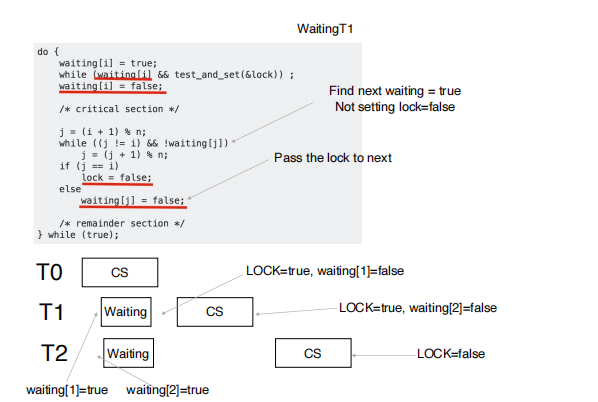 WaitingT1
do {
waiting[i] = true;
while (waiting[i] && test_and_set(&lock)) ;
waiting[i] = false;
/* critical section */
j = (i + 1) % n;
while ((j != i) && !waiting[j])
j = (j + 1) % n;
if (j == i)
lock = false;
else
waiting[j] = false;
/* remainder section */
} while (true);
Find next waiting = true
Not setting lock=false
Pass the lock to next
T0
CS
LOCK=true, waiting[1]=false
T1
Waiting
CS
LOCK=true, waiting[2]=false
T2
Waiting
CS
LOCK=false
waiting[1]=true
waiting[2]=true